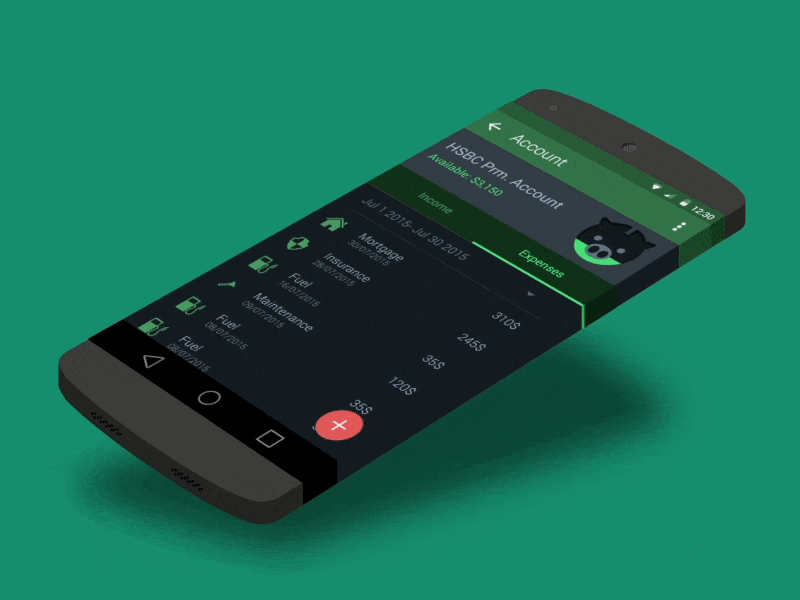 12:30
Account
HSBC Prm. Account
Available: $3,150
Income
Expenses
Jul 1 2015-Jul 30 2015
Mortgage
30/07/2015
310$
Insurance
28/07/2015
245$
Fuel
16/07/2015
35$
Maintenance
09/07/2015
120$
Fuel
08/07/2015
35$
Fuel
08/07/2015